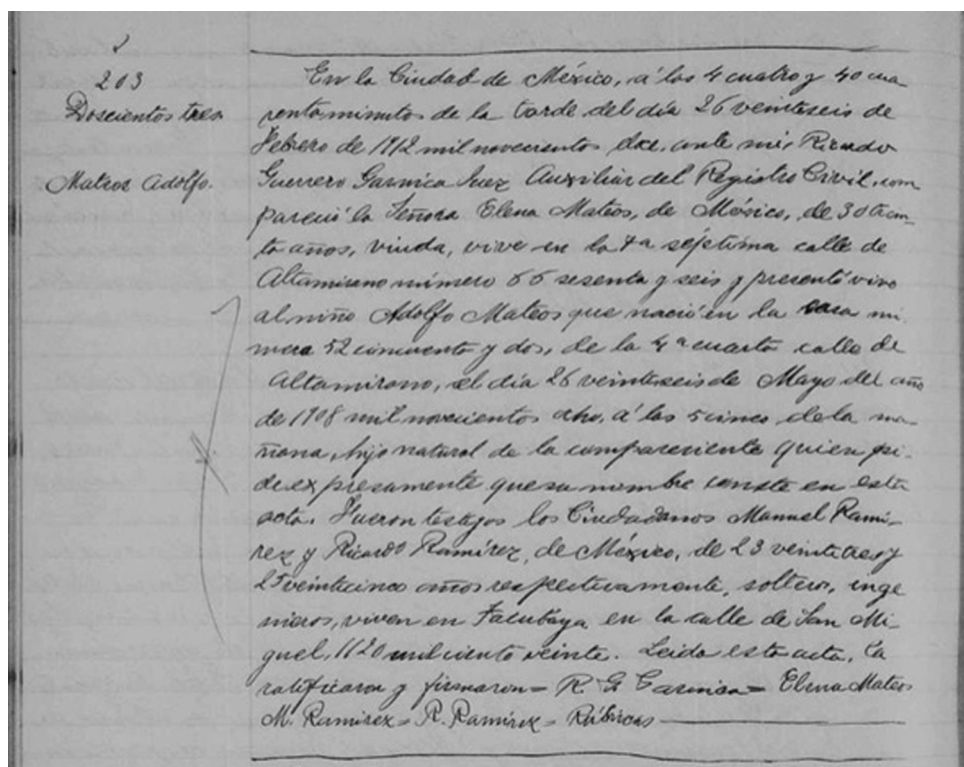 203
Doscientos tres
Mateos Adolfo.
En la Ciudad de México, á las 4 cuatro y 40 cua
renta minutos de la tarde del día 26 veintiseis de
Febrero de 1912 mil novecientos doce, ante mí, Ricardo
Guerrero Garnica Juez Auxiliar del Registro Civil, com
pareció la Señora Elena Mateos, de México, de 30 trein-
ta años, viuda, vive en la 7a séptima calle de
Altamirano número 66 sesenta y seis y presentó vivo
al niño Adolfo Mateos que nació en la casa nú
mero 52 cincuenta y dos, de la 4a cuarta calle de
Altamirano, el día 26 veintiseis de Mayo del año
de 1908 mil novecientos ocho, á las 5 cinco de la ma-
ñana, hijo natural de la compareciente quien pi-
de expresamente que su nombre conste en esta
acta. Fueron testigos los Ciudadanos Manuel Rami-
rez y Ricardo Ramírez, de México, de 23 veintitres y
25 veinticinco años respectivamente, solteros, inge
nieros, viven en Tacubaya en la calle de San Mi-
guel, 1120 mil ciento veinte. Leida esta acta, la
ratificaron y firmaron = R. G. Garnica = Elena Mateos
M. Ramirez = R. Ramirez = Rúbricas